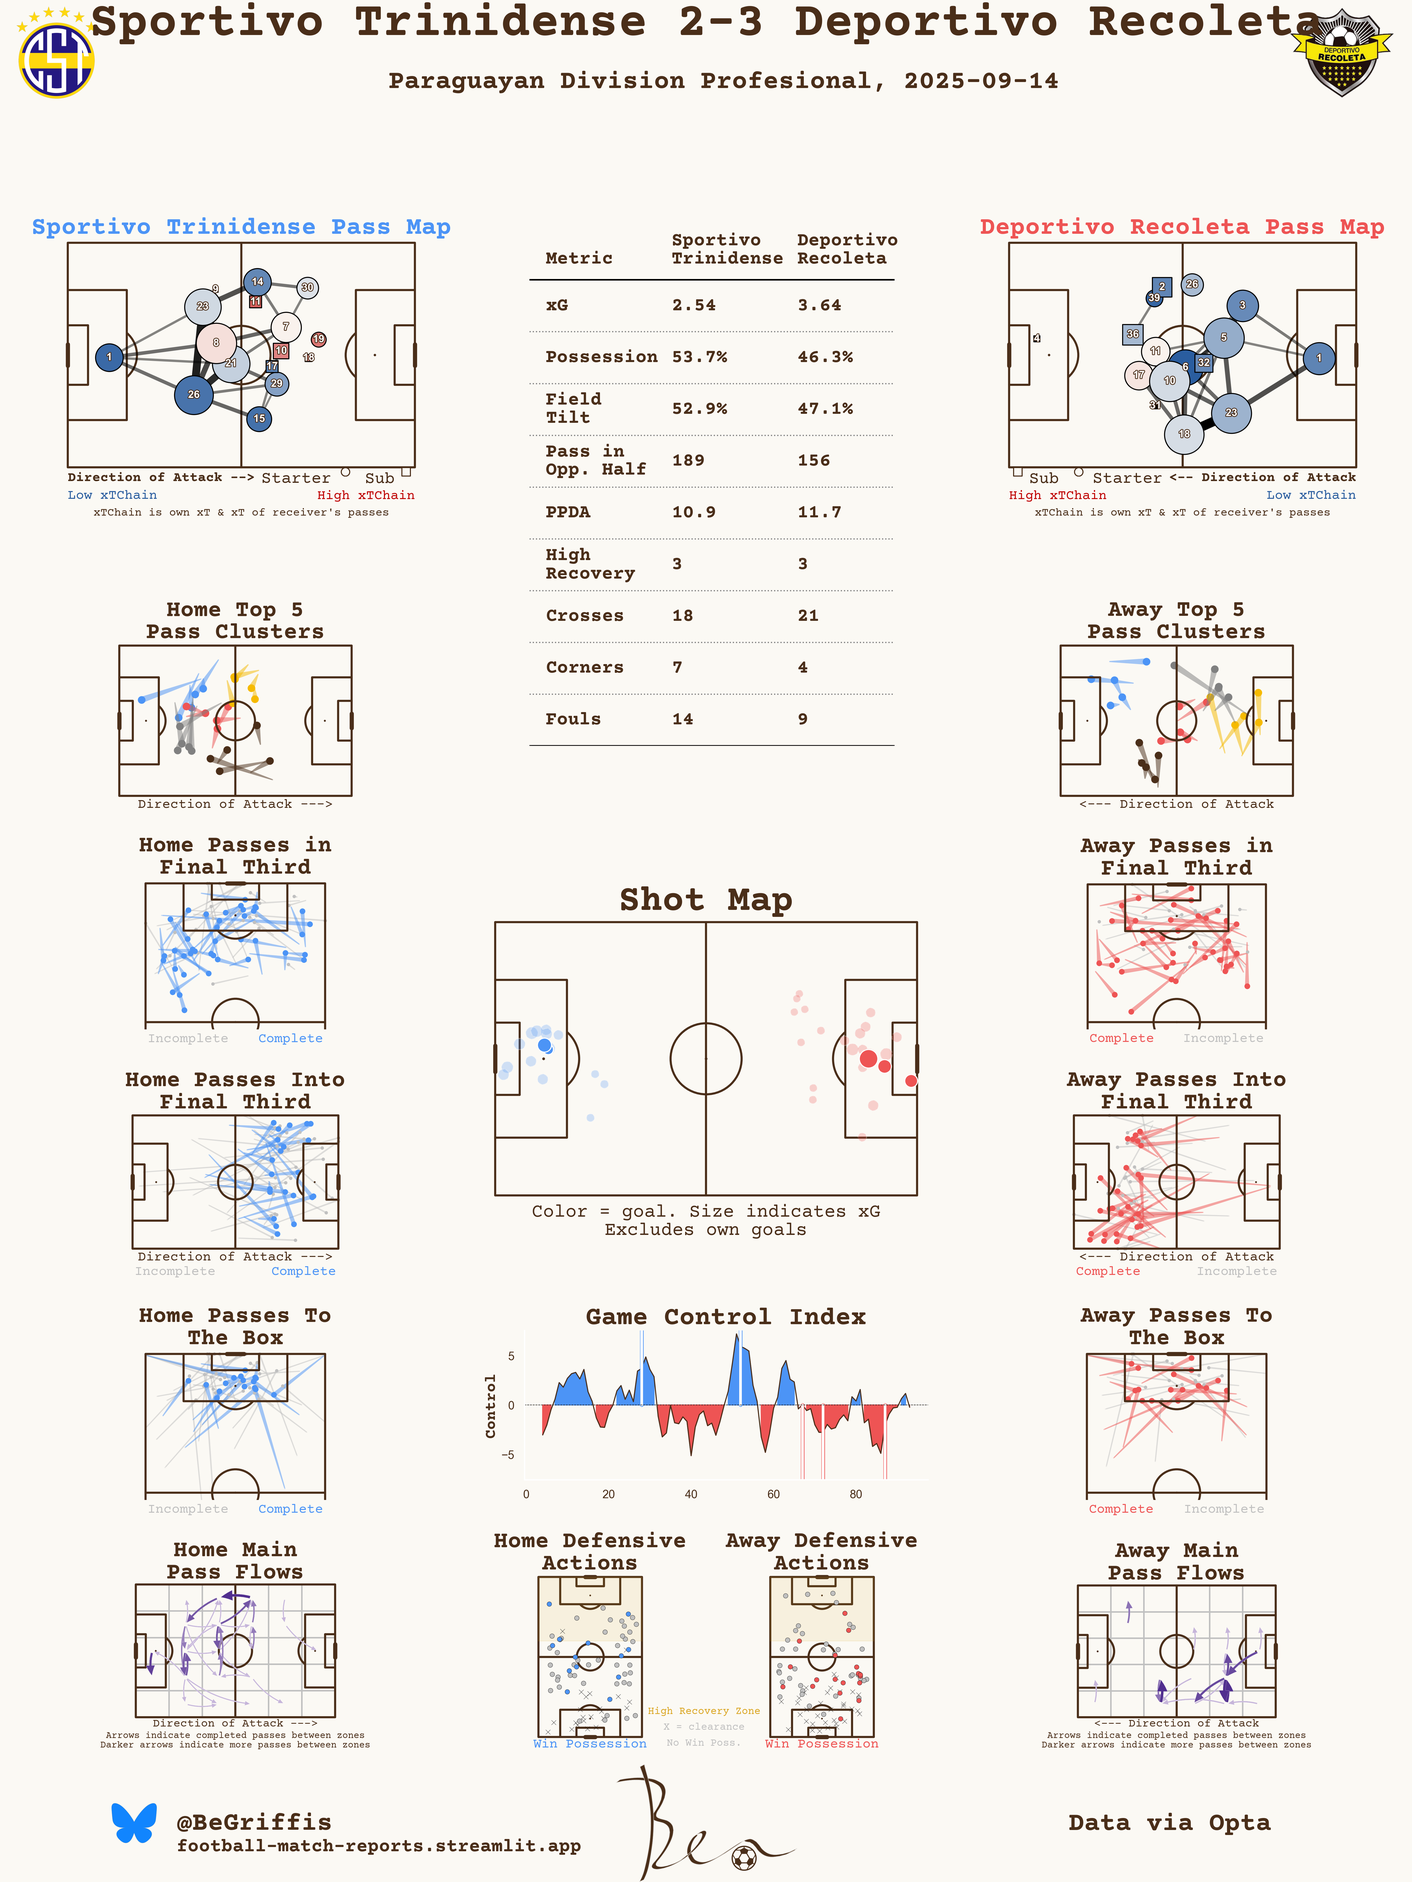 Sportivo Trinidense 2-3 Deportivo Recoleta
DEPORTIVO
RECOLETA
Paraguayan Division Profesional, 2025-09-14
Sportivo Trinidense Pass Map
1
23
9
14
11
30
8
7
10
19
18
21
17
29
26
15
Direction of Attack --> Starter Sub
Low xTChain High xTChain
xTChain is own xT & xT of receiver's passes
Metric Sportivo Trinidense Deportivo Recoleta
xG 2.54 3.64
Possession 53.7% 46.3%
Field Tilt 52.9% 47.1%
Pass in Opp. Half 189 156
PPDA 10.9 11.7
High Recovery 3 3
Crosses 18 21
Corners 7 4
Fouls 14 9
Deportivo Recoleta Pass Map
4
2
39
26
3
36
11
5
1
17
6
32
10
31
23
18
Sub Starter <-- Direction of Attack
High xTChain Low xTChain
xTChain is own xT & xT of receiver's passes
Home Top 5
Pass Clusters
Direction of Attack --->
Away Top 5
Pass Clusters
<--- Direction of Attack
Home Passes in
Final Third
Incomplete Complete
Away Passes in
Final Third
Complete Incomplete
Shot Map
Color = goal. Size indicates xG
Excludes own goals
Home Passes Into
Final Third
Direction of Attack --->
Incomplete Complete
Away Passes Into
Final Third
<--- Direction of Attack
Complete Incomplete
Home Passes To
The Box
Incomplete Complete
Game Control Index
Control
5
0
−5
0 20 40 60 80
Away Passes To
The Box
Complete Incomplete
Home Main
Pass Flows
Direction of Attack --->
Arrows indicate completed passes between zones
Darker arrows indicate more passes between zones
Home Defensive
Actions
Win Possession
High Recovery Zone
X = clearance
No Win Poss.
Away Defensive
Actions
Win Possession
Away Main
Pass Flows
<--- Direction of Attack
Arrows indicate completed passes between zones
Darker arrows indicate more passes between zones
@BeGriffis
football-match-reports.streamlit.app
Ben
Data via Opta